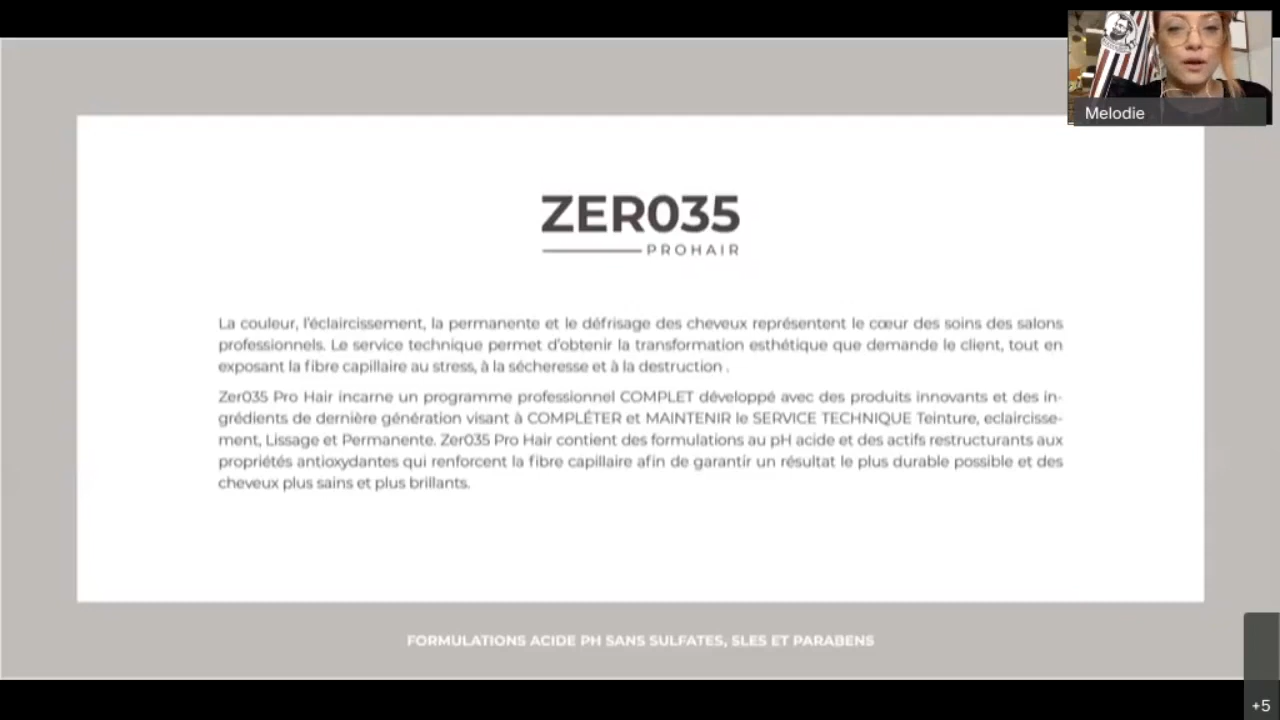 Melodie
ZER035
PROHAIR
La couleur, l'éclaircissement, la permanente et le défrisage des cheveux représentent le cœur des soins des salons
professionnels. Le service technique permet d'obtenir la transformation esthétique que demande le client, tout en
exposant la fibre capillaire au stress, à la sécheresse et à la destruction .
Zer035 Pro Hair incarne un programme professionnel COMPLET développé avec des produits innovants et des in-
grédients de dernière génération visant à COMPLÉTER et MAINTENIR le SERVICE TECHNIQUE Teinture, eclaircisse-
ment, Lissage et Permanente. Zer035 Pro Hair contient des formulations au pH acide et des actifs restructurants aux
propriétés antioxydantes qui renforcent la fibre capillaire afin de garantir un résultat le plus durable possible et des
cheveux plus sains et plus brillants.
FORMULATIONS ACIDE PH SANS SULFATES, SLES ET PARABENS
+5